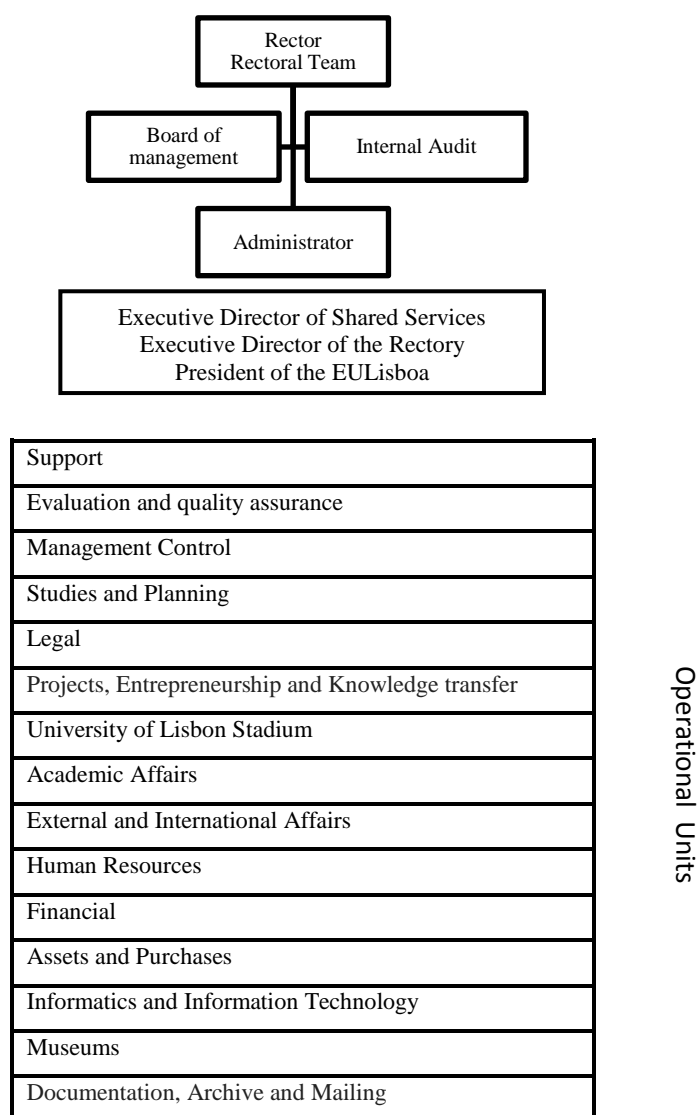 Rector
Rectoral Team
Board of
management
Internal Audit
Administrator
Executive Director of Shared Services
Executive Director of the Rectory
President of the EULisboa
Support
Evaluation and quality assurance
Management Control
Studies and Planning
Legal
Projects, Entrepreneurship and Knowledge transfer
University of Lisbon Stadium
Academic Affairs
External and International Affairs
Human Resources
Financial
Assets and Purchases
Informatics and Information Technology
Museums
Documentation, Archive and Mailing
Operational Units